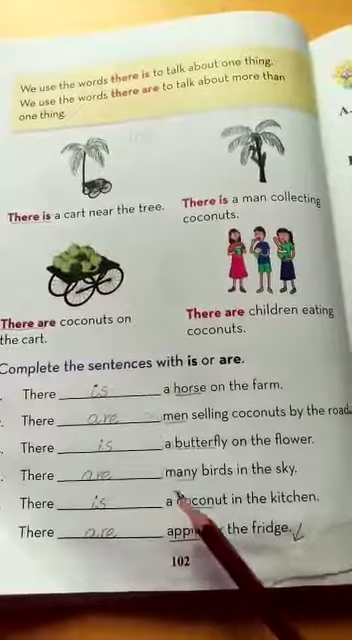 We use the words there is to talk about one thing.
We use the words there are to talk about more than
one thing.
There is a cart near the tree.
There is a man collecting
coconuts.
There are coconuts on
the cart.
There are children eating
coconuts.
Complete the sentences with is or are.
There is a horse on the farm.
There are men selling coconuts by the road.
There is a butterfly on the flower.
There are many birds in the sky.
There is a coconut in the kitchen.
There are the fridge.
102
A.